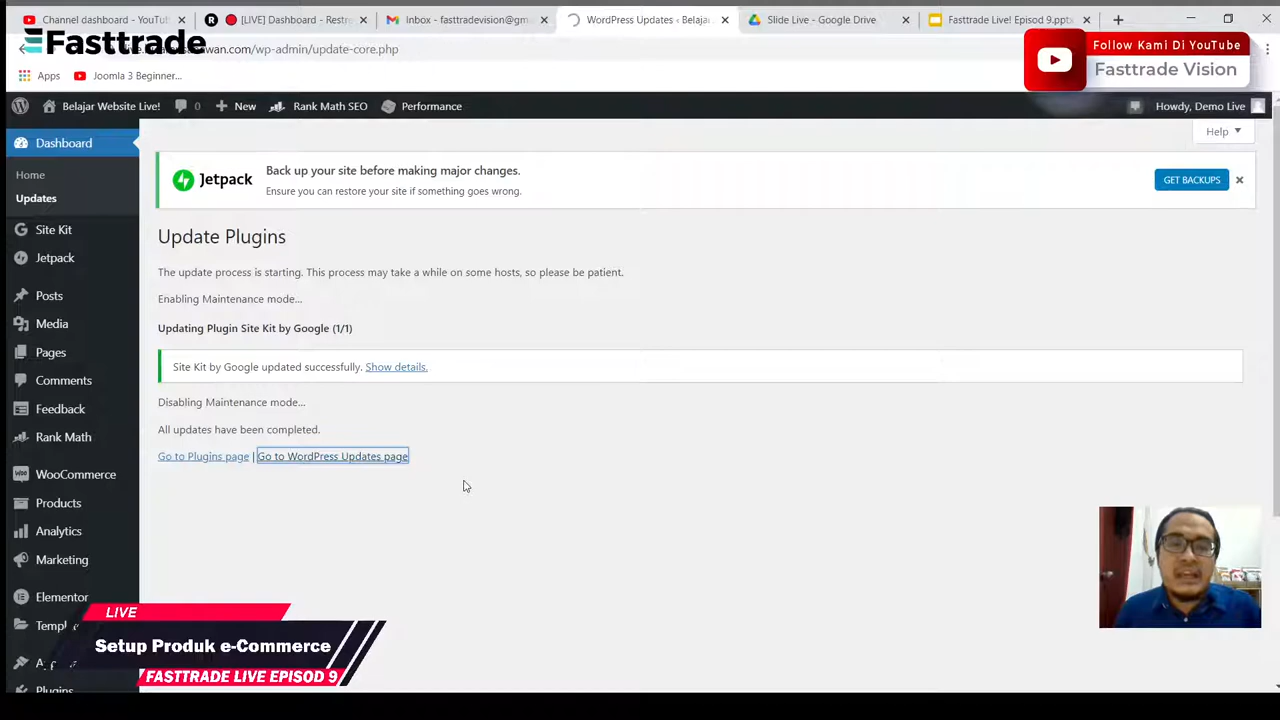 Channel dashboard - YouTu
[LIVE] Dashboard - Restre
Inbox - fasttradevision@gm
WordPress Updates ‹ Belajar
Slide Live - Google Drive
Fasttrade Live! Episod 9.pptx
Fasttrade
wan.com/wp-admin/update-core.php
Follow Kami Di YouTube
Fasttrade Vision
Apps
Joomla 3 Beginner...
Belajar Website Live!
0
New
Rank Math SEO
Performance
Howdy, Demo Live
Help
Dashboard
Home
Updates
Site Kit
Jetpack
Posts
Media
Pages
Comments
Feedback
Rank Math
WooCommerce
Products
Analytics
Marketing
Elementor
Jetpack
Back up your site before making major changes.
Ensure you can restore your site if something goes wrong.
GET BACKUPS
Update Plugins
The update process is starting. This process may take a while on some hosts, so please be patient.
Enabling Maintenance mode...
Updating Plugin Site Kit by Google (1/1)
Site Kit by Google updated successfully. Show details.
Disabling Maintenance mode...
All updates have been completed.
Go to Plugins page | Go to WordPress Updates page
LIVE
Setup Produk e-Commerce
FASTTRADE LIVE EPISOD 9
Plugins